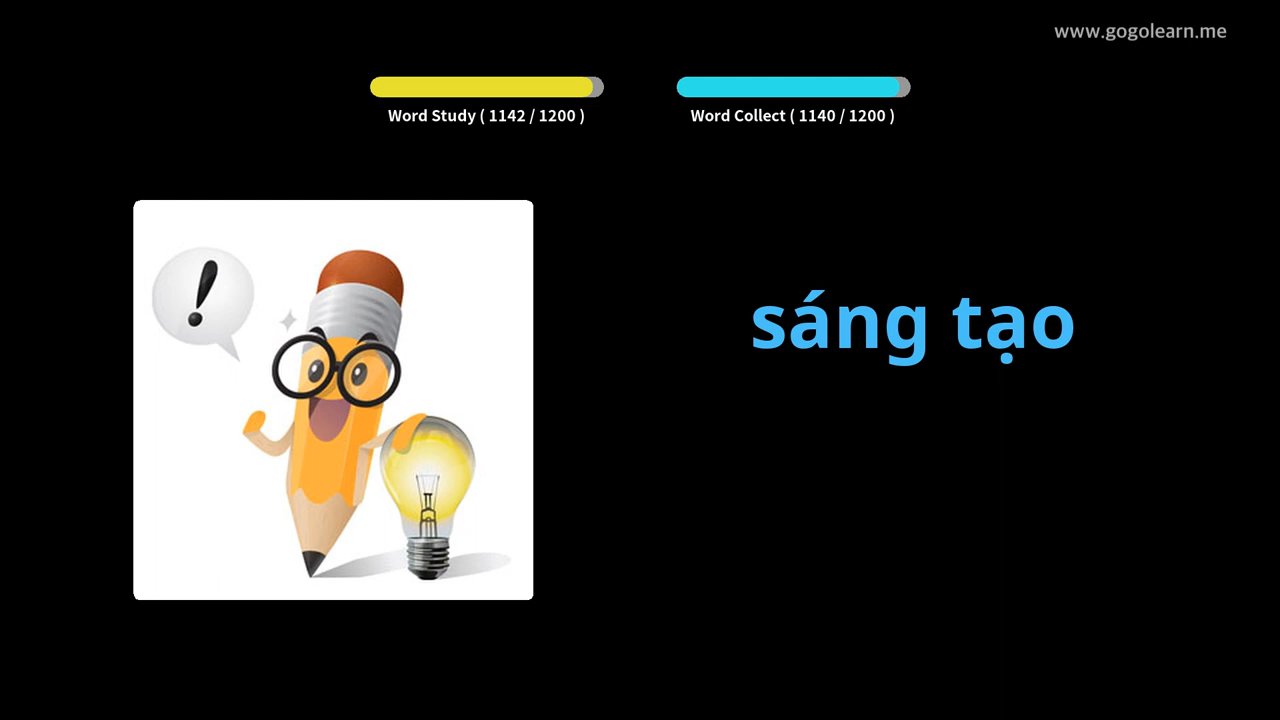 www.gogolearn.me
Word Study ( 1142 / 1200 )
Word Collect ( 1140 / 1200 )
!
sáng tạo